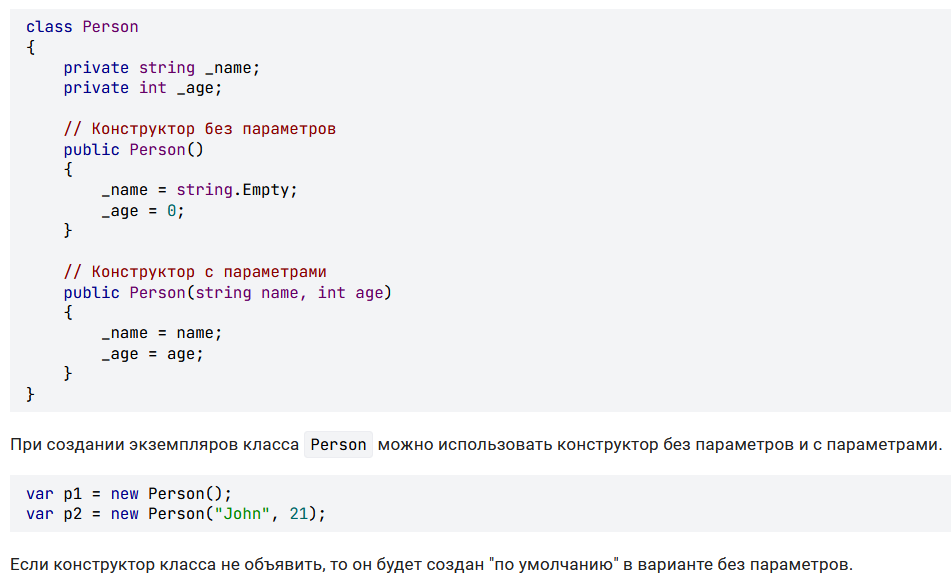 class Person
{
    private string _name;
    private int _age;

    // Конструктор без параметров
    public Person()
    {
        _name = string.Empty;
        _age = 0;
    }

    // Конструктор с параметрами
    public Person(string name, int age)
    {
        _name = name;
        _age = age;
    }
}
При создании экземпляров класса Person можно использовать конструктор без параметров и с параметрами.
var p1 = new Person();
var p2 = new Person("John", 21);
Если конструктор класса не объявить, то он будет создан "по умолчанию" в варианте без параметров.